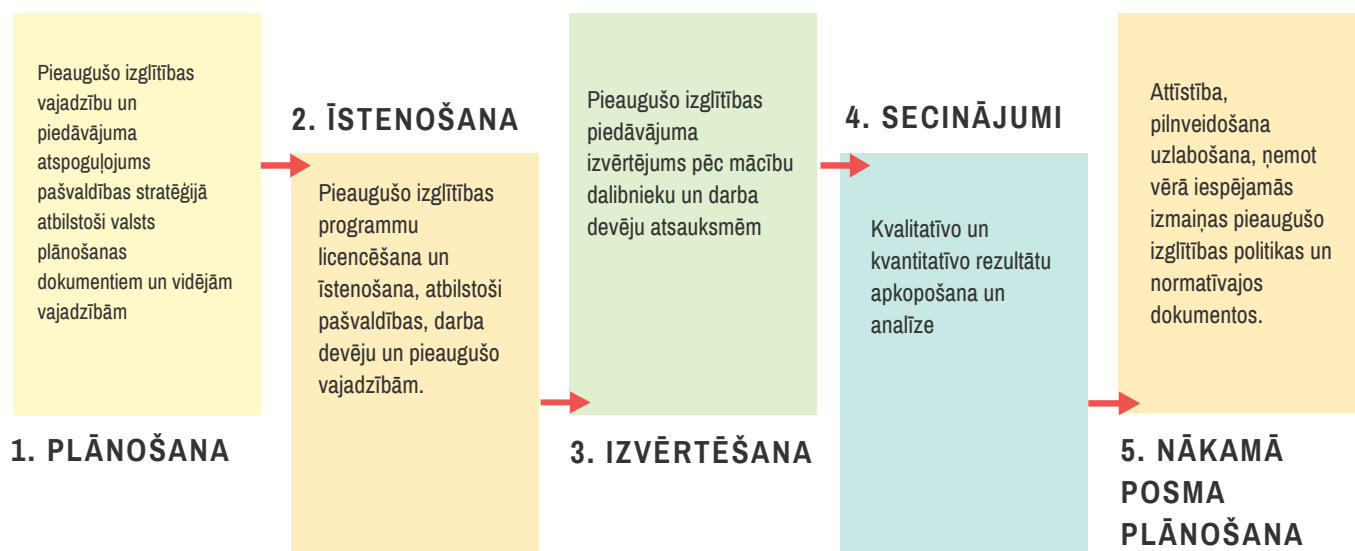 Pieaugušo izglītības
vajadzību un
piedāvājuma
atspoguļojums
pašvaldības stratēģijā
atbilstoši valsts
plānošanas
dokumentiem un vidējām
vajadzībām
1. PLĀNOŠANA
2. ĪSTENOŠANA
Pieaugušo izglītības
programmu
licencēšana un
īstenošana, atbilstoši
pašvaldības, darba
devēju un pieaugušo
vajadzībām.
Pieaugušo izglītības
piedāvājuma
izvērtējums pēc mācību
dalibnieku un darba
devēju atsauksmēm
3. IZVĒRTĒŠANA
4. SECINĀJUMI
Kvalitatīvo un
kvantitatīvo rezultātu
apkopošana un
analīze
Attīstība,
pilnveidošana
uzlabošana, ņemot
vērā iespējamās
izmaiņas pieaugušo
izglītības politikas un
normatīvajos
dokumentos.
5. NĀKAMĀ
POSMA
PLĀNOŠANA